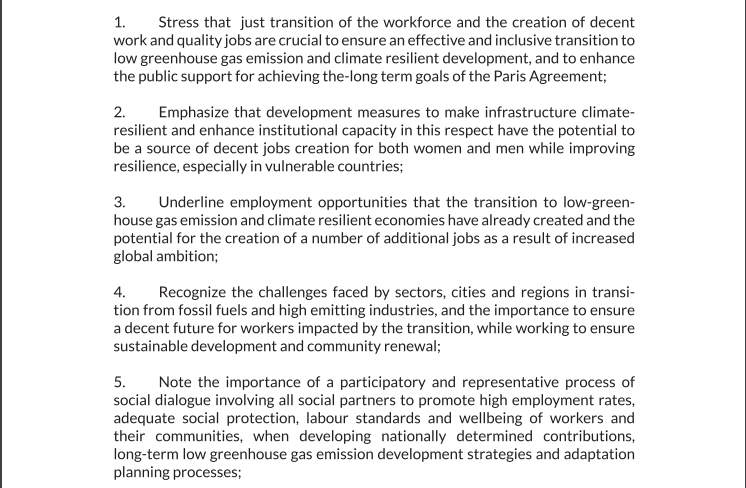 1. Stress that just transition of the workforce and the creation of decent
work and quality jobs are crucial to ensure an effective and inclusive transition to
low greenhouse gas emission and climate resilient development, and to enhance
the public support for achieving the-long term goals of the Paris Agreement;
2. Emphasize that development measures to make infrastructure climate-
resilient and enhance institutional capacity in this respect have the potential to
be a source of decent jobs creation for both women and men while improving
resilience, especially in vulnerable countries;
3. Underline employment opportunities that the transition to low-green-
house gas emission and climate resilient economies have already created and the
potential for the creation of a number of additional jobs as a result of increased
global ambition;
4. Recognize the challenges faced by sectors, cities and regions in transi-
tion from fossil fuels and high emitting industries, and the importance to ensure
a decent future for workers impacted by the transition, while working to ensure
sustainable development and community renewal;
5. Note the importance of a participatory and representative process of
social dialogue involving all social partners to promote high employment rates,
adequate social protection, labour standards and wellbeing of workers and
their communities, when developing nationally determined contributions,
long-term low greenhouse gas emission development strategies and adaptation
planning processes;